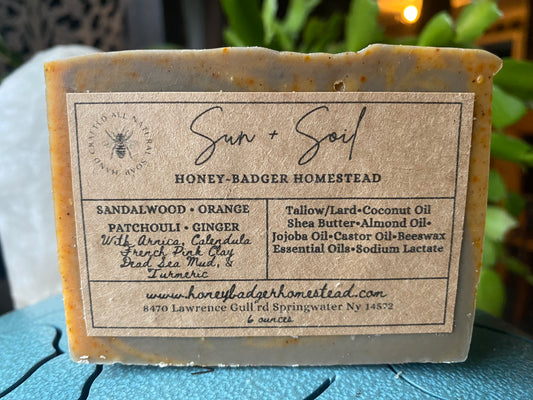 HAND CRAFTED ALL NATURAL SOAP
Sun + Soil
HONEY-BADGER HOMESTEAD
SANDALWOOD • ORANGE
PATCHOULI • GINGER
With Arnica, Calendula
French Pink Clay
Dead Sea Mud, &
Turmeric
Tallow/Lard•Coconut Oil
Shea Butter•Almond Oil•
Jojoba Oil•Castor Oil•Beeswax
Essential Oils•Sodium Lactate
www.honeybadgerhomestead.com
8470 Lawrence Gull rd Springwater Ny 14572
6 ounces